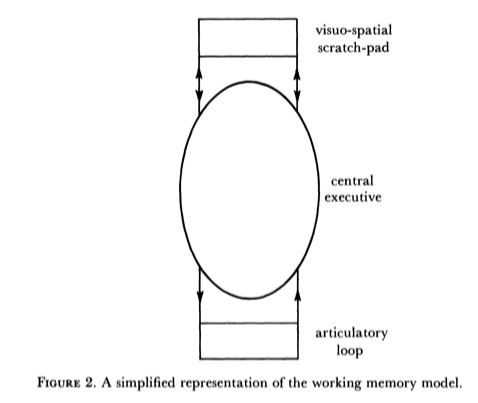 visuo-spatial
scratch-pad
central
executive
articulatory
loop
FIGURE 2. A simplified representation of the working memory model.